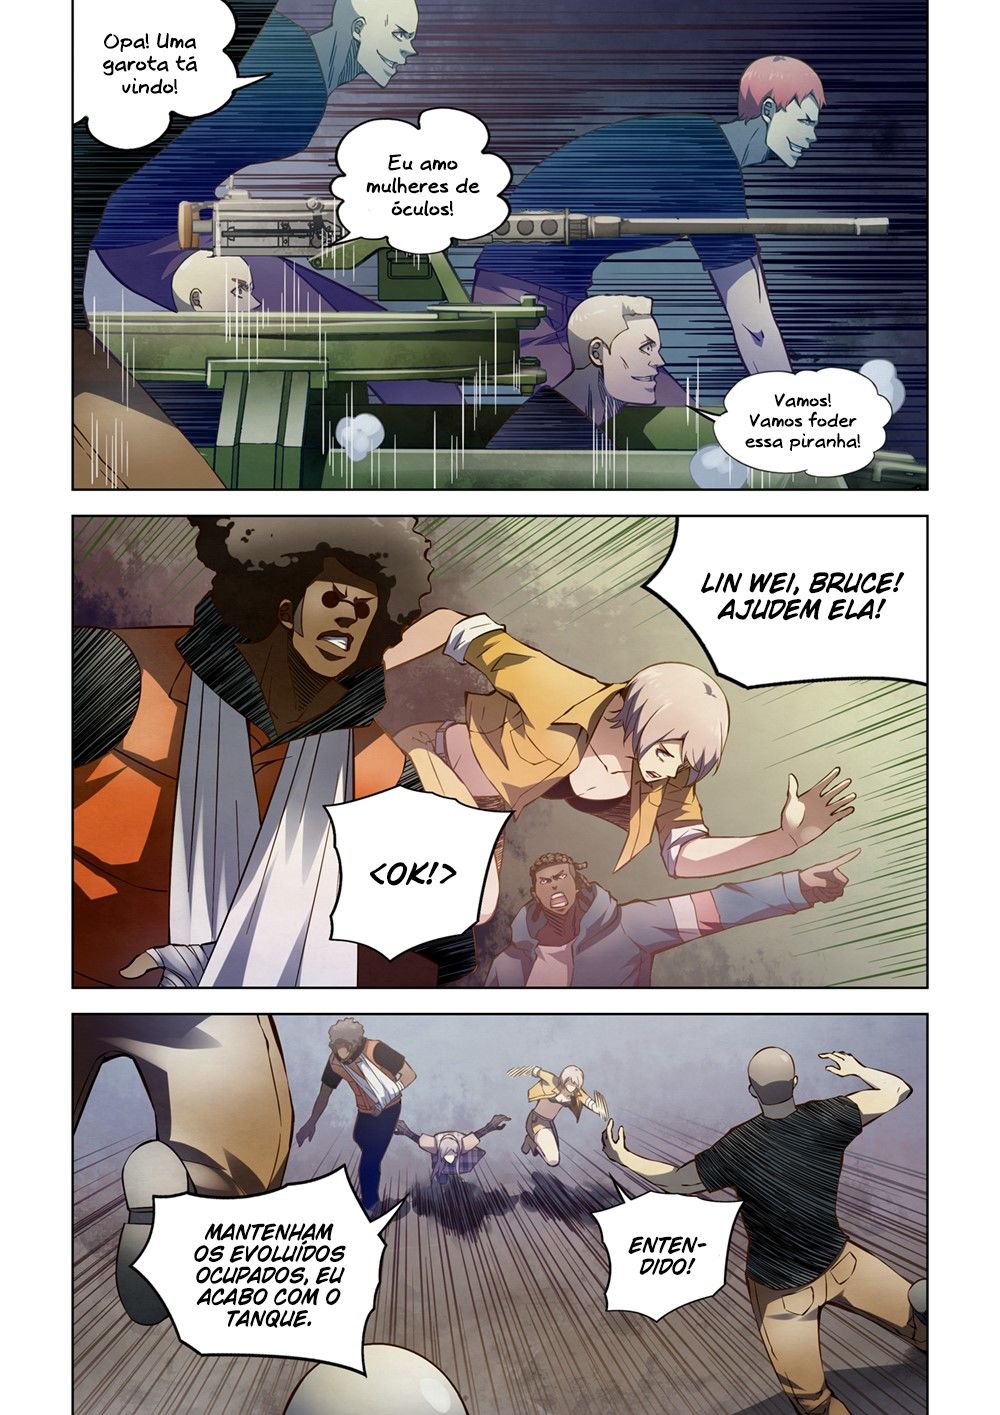 Opa! Uma
garota tá
vindo!
Eu amo
mulheres de
óculos!
Vamos!
Vamos foder
essa piranha!
LIN WEI, BRUCE!
AJUDEM ELA!
<OK!>
MANTENHAM
OS EVOLUÍDOS
OCUPADOS, EU
ACABO COM O
TANQUE.
ENTEN-
DIDO!